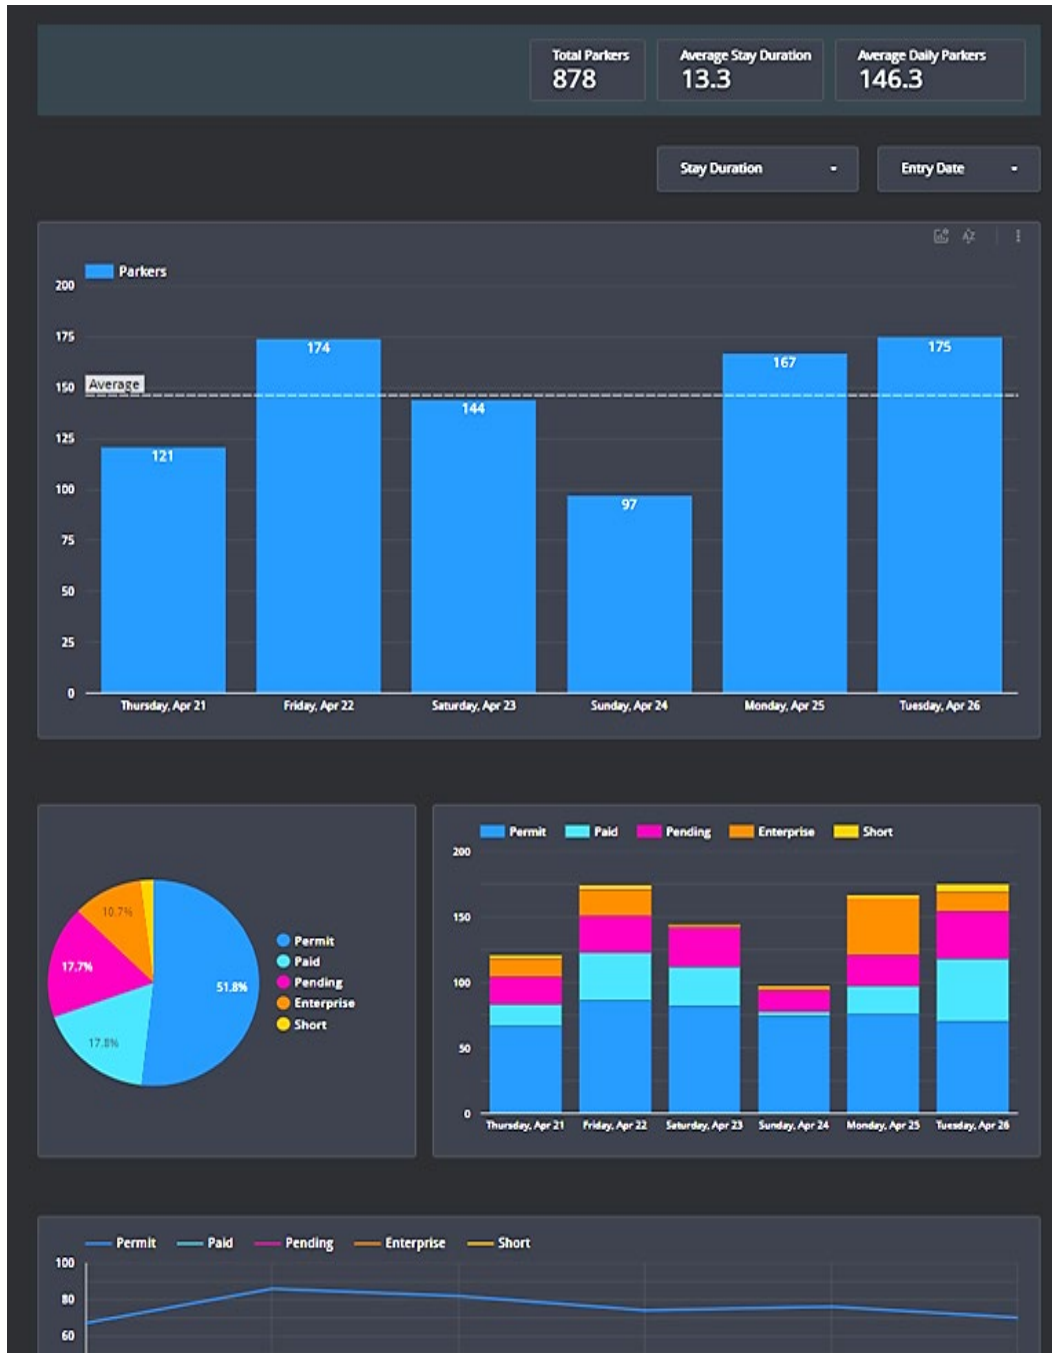 Total Parkers
878
Average Stay Duration
13.3
Average Daily Parkers
146.3
Stay Duration
Entry Date
Parkers
200
175
150
125
100
75
50
25
0
Average
121
174
144
97
167
175
Thursday, Apr 21
Friday, Apr 22
Saturday, Apr 23
Sunday, Apr 24
Monday, Apr 25
Tuesday, Apr 26
10.7%
17.7%
51.8%
17.8%
Permit
Paid
Pending
Enterprise
Short
Permit Paid Pending Enterprise Short
200
150
100
50
0
Thursday, Apr 21
Friday, Apr 22
Saturday, Apr 23
Sunday, Apr 24
Monday, Apr 25
Tuesday, Apr 26
Permit Paid Pending Enterprise Short
100
80
60